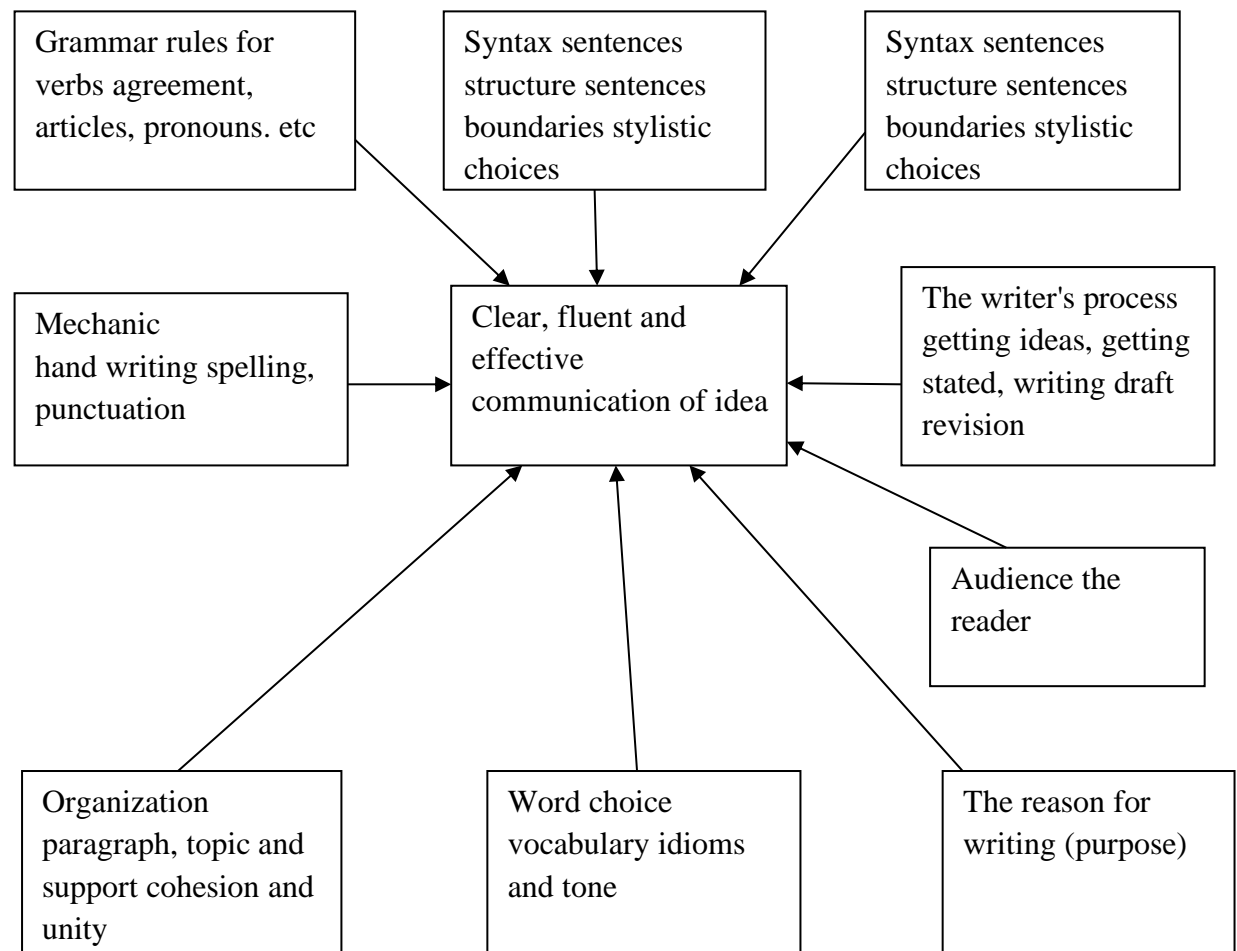 Grammar rules for
verbs agreement,
articles, pronouns. etc
Syntax sentences
structure sentences
boundaries stylistic
choices
Syntax sentences
structure sentences
boundaries stylistic
choices
Mechanic
hand writing spelling,
punctuation
Clear, fluent and
effective
communication of idea
The writer's process
getting ideas, getting
stated, writing draft
revision
Audience the
reader
Organization
paragraph, topic and
support cohesion and
unity
Word choice
vocabulary idioms
and tone
The reason for
writing (purpose)